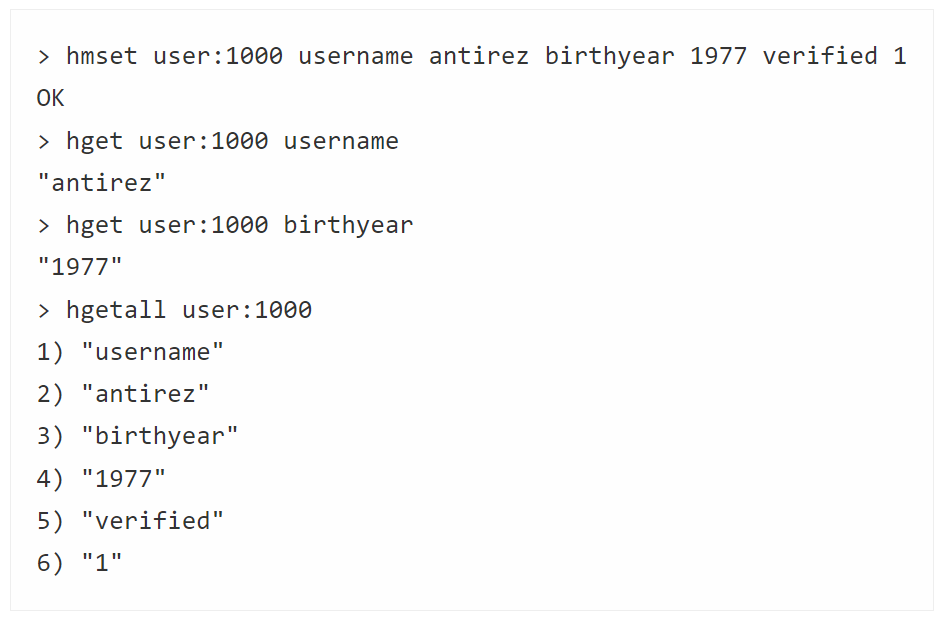 > hmset user:1000 username antirez birthyear 1977 verified 1
OK
> hget user:1000 username
"antirez"
> hget user:1000 birthyear
"1977"
> hgetall user:1000
1) "username"
2) "antirez"
3) "birthyear"
4) "1977"
5) "verified"
6) "1"